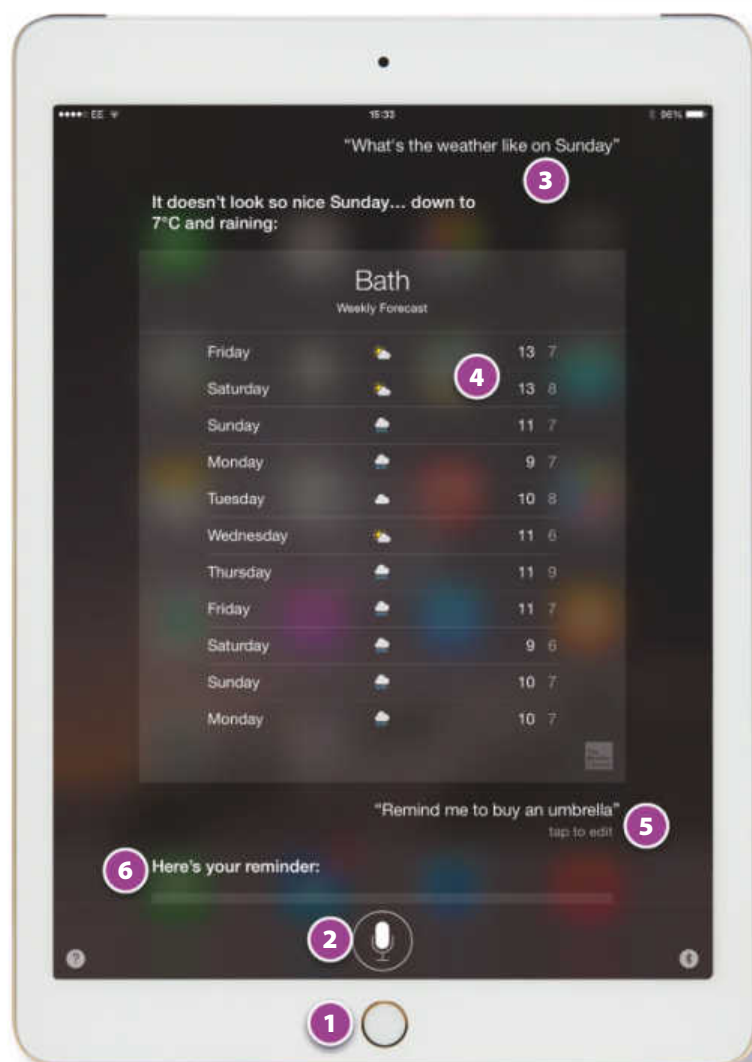 EE 15:33 96%
“What's the weather like on Sunday”
3
It doesn't look so nice Sunday... down to
7°C and raining:
Bath
Weekly Forecast
Friday 13 7
4
Saturday 13 8
Sunday 11 7
Monday 9 7
Tuesday 10 8
Wednesday 11 6
Thursday 11 9
Friday 11 7
Saturday 9 6
Sunday 10 7
Monday 10 7
“Remind me to buy an umbrella”
tap to edit
5
6 Here's your reminder:
2
?
1